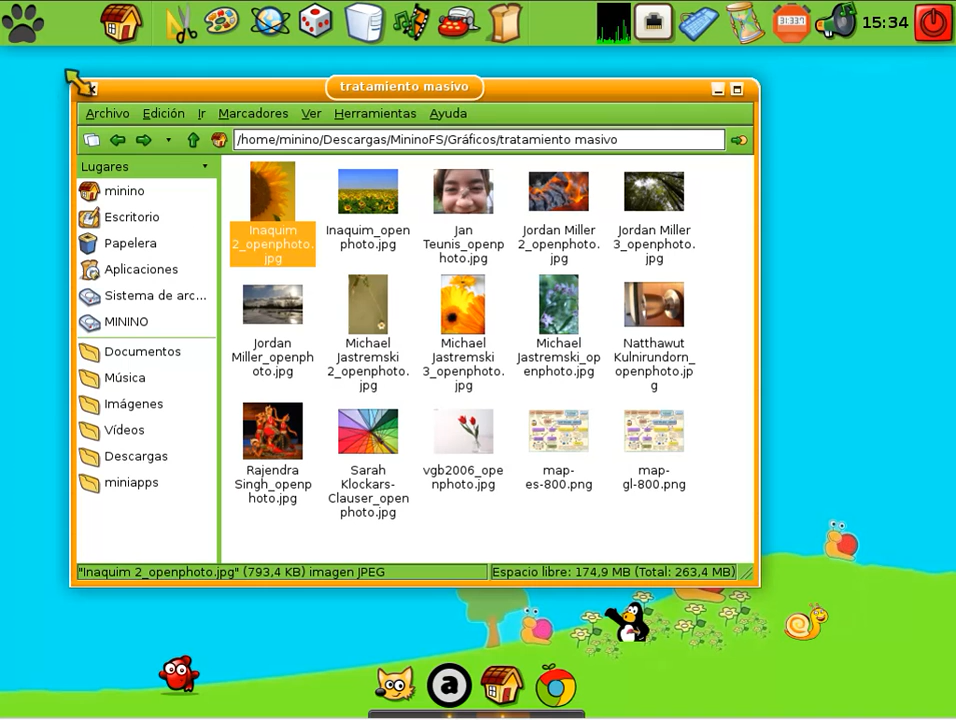 31:337
15:34
tratamiento masivo
Archivo Edición Ir Marcadores Ver Herramientas Ayuda
/home/minino/Descargas/MininoFS/Gráficos/tratamiento masivo
Lugares
minino
Escritorio
Papelera
Aplicaciones
Sistema de arc...
MININO
Documentos
Música
Imágenes
Vídeos
Descargas
miniapps
Inaquim
2_openphoto.
jpg
Inaquim_open
photo.jpg
Jan
Teunis_openp
hoto.jpg
Jordan Miller
2_openphoto.
jpg
Jordan Miller
3_openphoto.
jpg
Jordan
Miller_openph
oto.jpg
Michael
Jastremski
2_openphoto.
jpg
Michael
Jastremski
3_openphoto.
jpg
Michael
Jastremski_op
enphoto.jpg
Natthawut
Kulnirundorn_
openphoto.jp
g
Rajendra
Singh_openp
hoto.jpg
Sarah
Klockars-
Clauser_open
photo.jpg
vgb2006_ope
nphoto.jpg
map-
es-800.png
map-
gl-800.png
"Inaquim 2_openphoto.jpg" (793,4 KB) imagen JPEG
Espacio libre: 174,9 MB (Total: 263,4 MB)
a